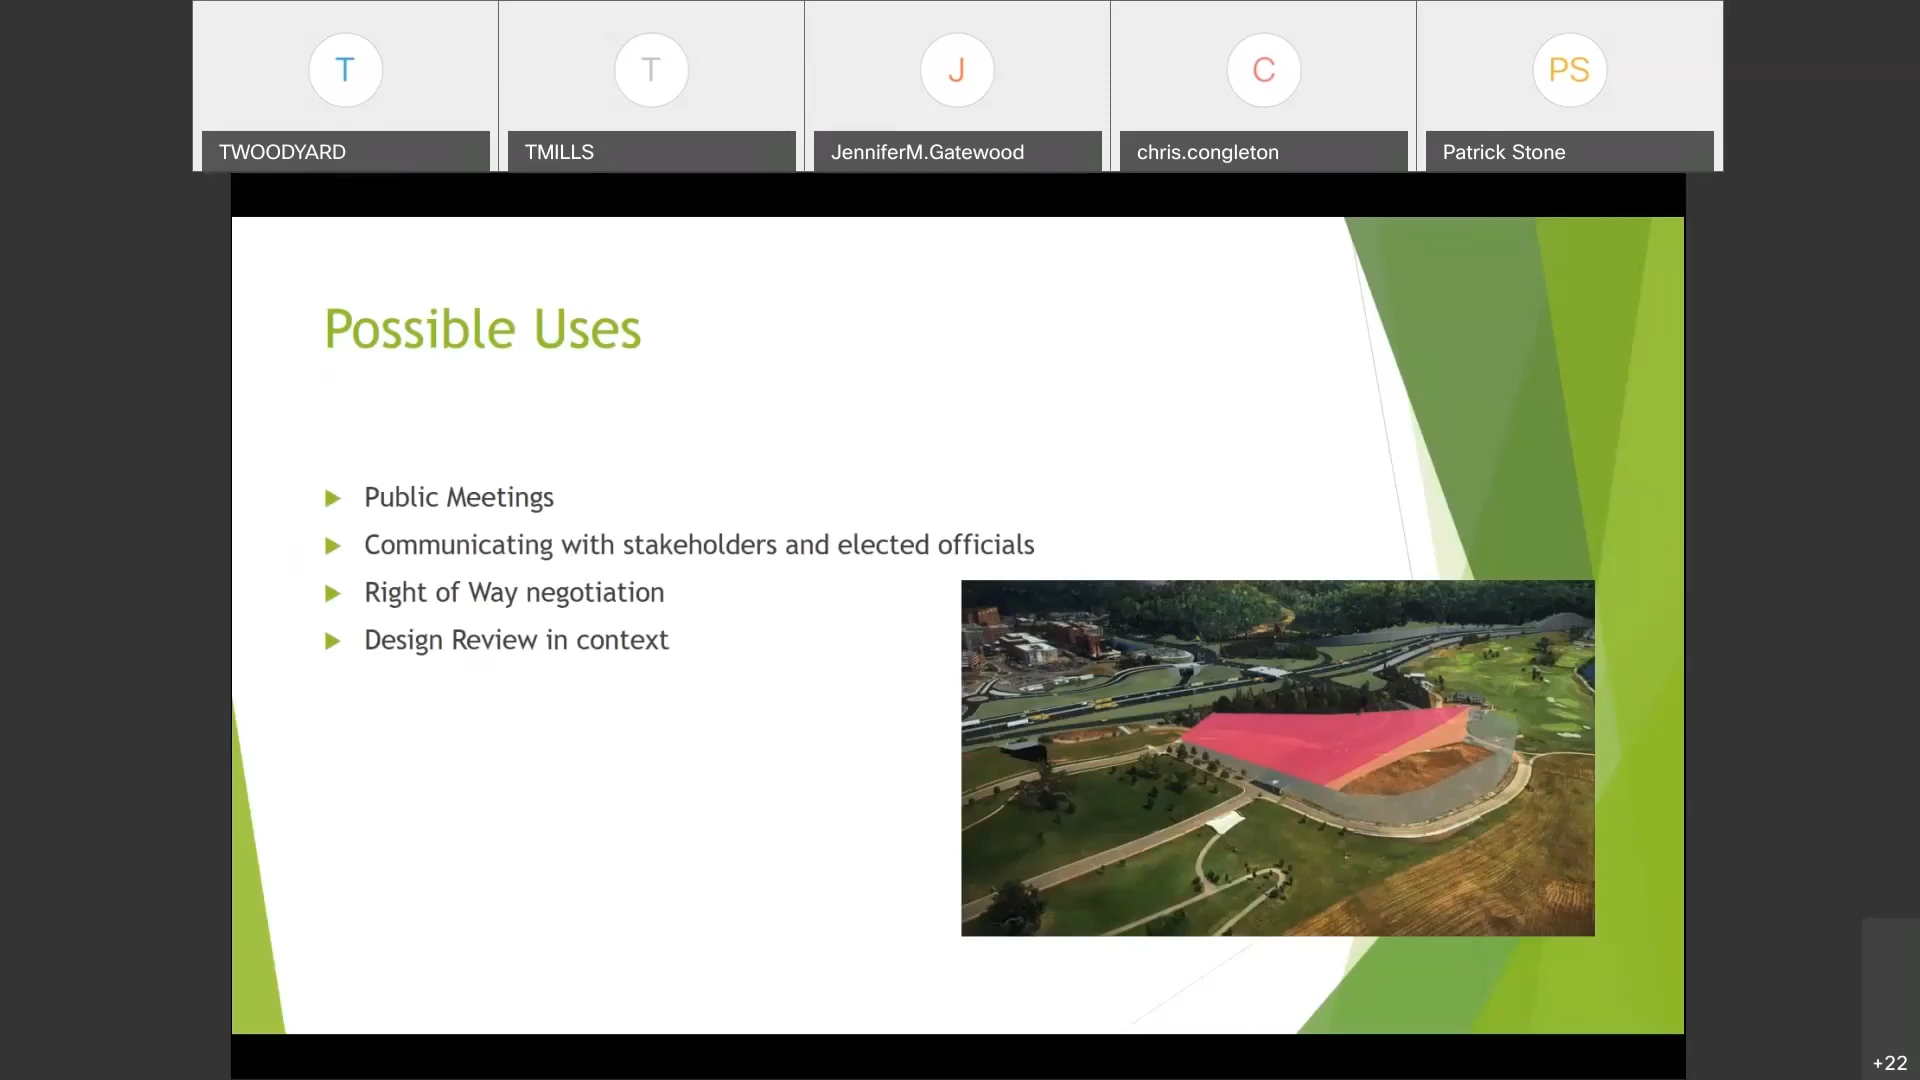 T
T
J
C
PS
TWOODYARD
TMILLS
JenniferM.Gatewood
chris.congleton
Patrick Stone
Possible Uses
Public Meetings
Communicating with stakeholders and elected officials
Right of Way negotiation
Design Review in context
+22